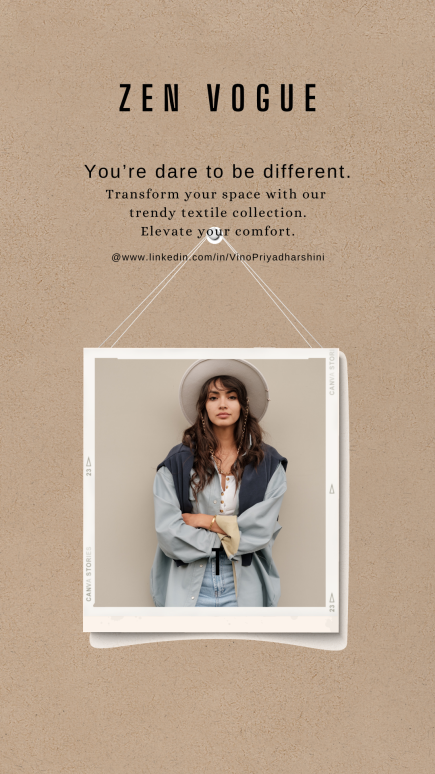 ZEN VOGUE
You're dare to be different.
Transform your space with our
trendy textile collection.
Elevate your comfort.
@www.linkedin.com/in/VinoPriyadharshini
CANVA STORIES
23
23
CANVA STORIES
23